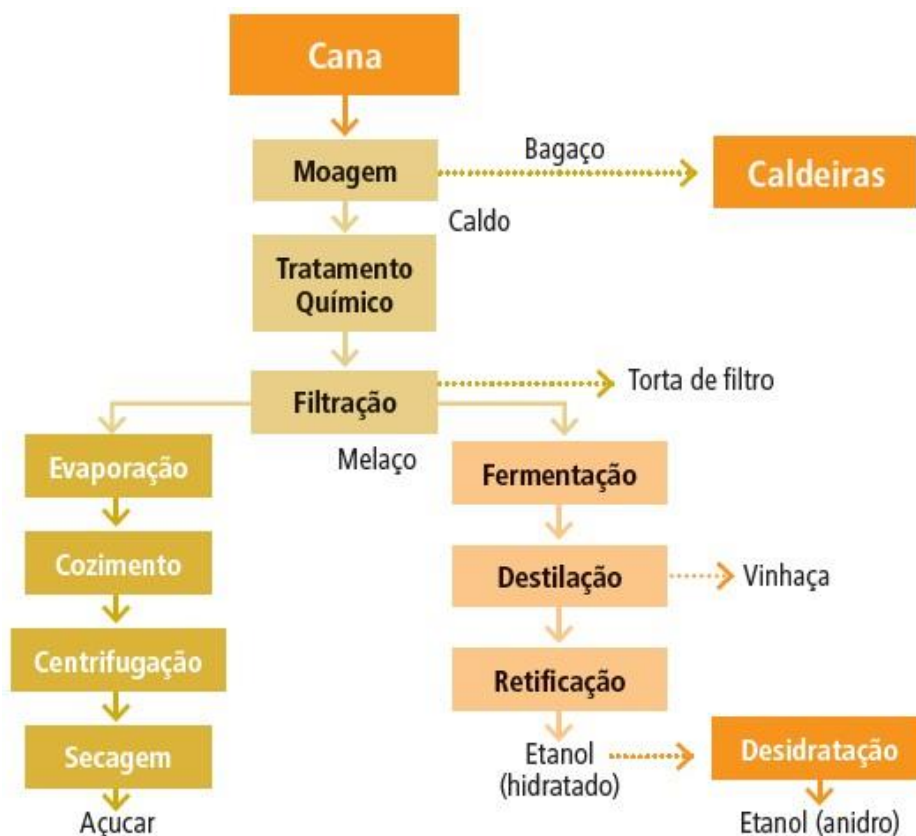 Cana
Moagem
Bagaço
Caldeiras
Caldo
Tratamento
Químico
Filtração
Torta de filtro
Melaço
Evaporação
Cozimento
Centrifugação
Secagem
Açucar
Fermentação
Destilação
Vinhaça
Retificação
Etanol
(hidratado)
Desidratação
Etanol (anidro)